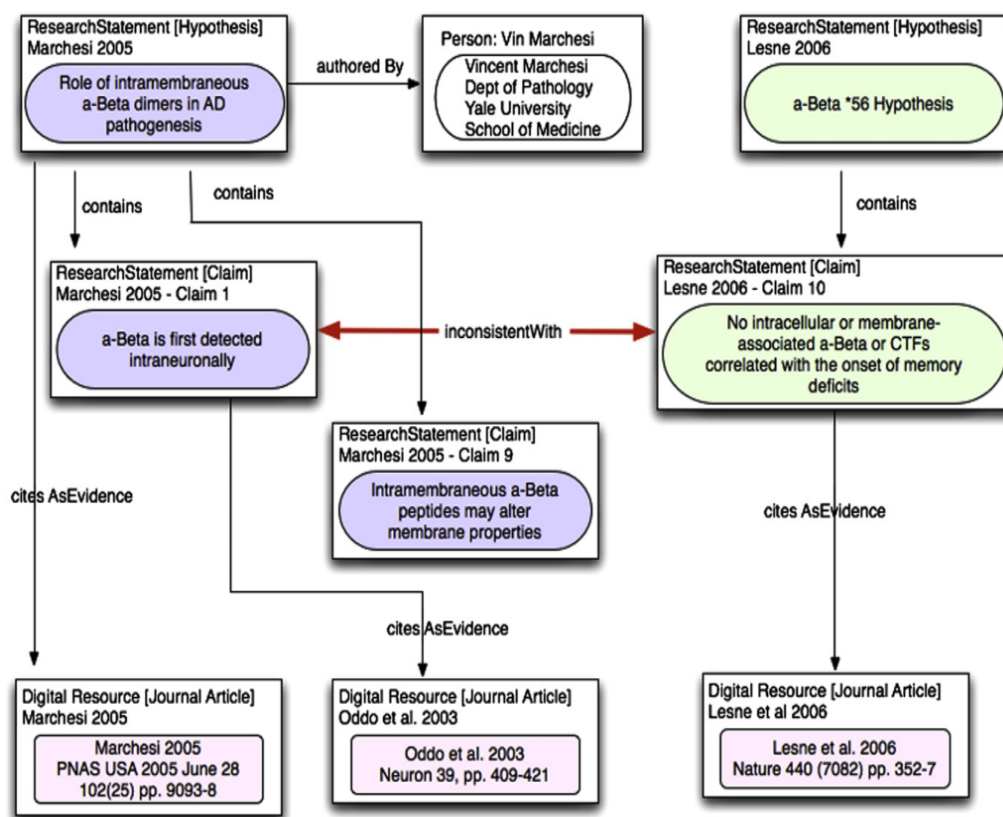 ResearchStatement [Hypothesis]
Marchesi 2005
Role of intramembraneous
a-Beta dimers in AD
pathogenesis
authored By
Person: Vin Marchesi
Vincent Marchesi
Dept of Pathology
Yale University
School of Medicine
ResearchStatement [Hypothesis]
Lesne 2006
a-Beta *56 Hypothesis
contains
contains
contains
ResearchStatement [Claim]
Marchesi 2005 - Claim 1
a-Beta is first detected
intraneuronally
inconsistentWith
ResearchStatement [Claim]
Lesne 2006 - Claim 10
No intracellular or membrane-
associated a-Beta or CTFs
correlated with the onset of memory
deficits
ResearchStatement [Claim]
Marchesi 2005 - Claim 9
Intramembraneous a-Beta
peptides may alter
membrane properties
cites AsEvidence
cites AsEvidence
cites AsEvidence
Digital Resource [Journal Article]
Marchesi 2005
Marchesi 2005
PNAS USA 2005 June 28
102(25) pp. 9093-8
Digital Resource [Journal Article]
Oddo et al. 2003
Oddo et al. 2003
Neuron 39, pp. 409-421
Digital Resource [Journal Article]
Lesne et al 2006
Lesne et al. 2006
Nature 440 (7082) pp. 352-7